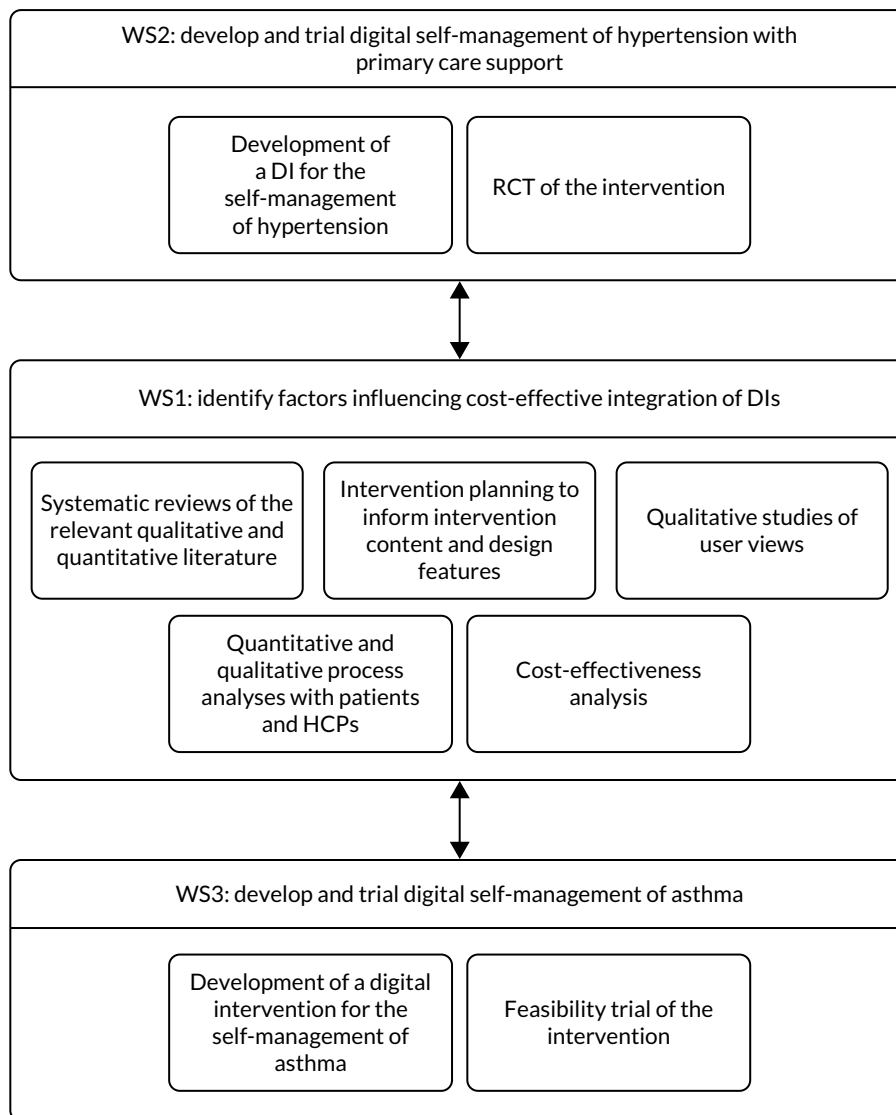 WS2: develop and trial digital self-management of hypertension with
primary care support
Development of
a DI for the
self-management
of hypertension
RCT of the intervention
WS1: identify factors influencing cost-effective integration of DIs
Systematic reviews of the
relevant qualitative and
quantitative literature
Intervention planning to
inform intervention
content and design
features
Qualitative studies of
user views
Quantitative and
qualitative process
analyses with patients
and HCPs
Cost-effectiveness
analysis
WS3: develop and trial digital self-management of asthma
Development of a digital
intervention for the
self-management of
asthma
Feasibility trial of the
intervention